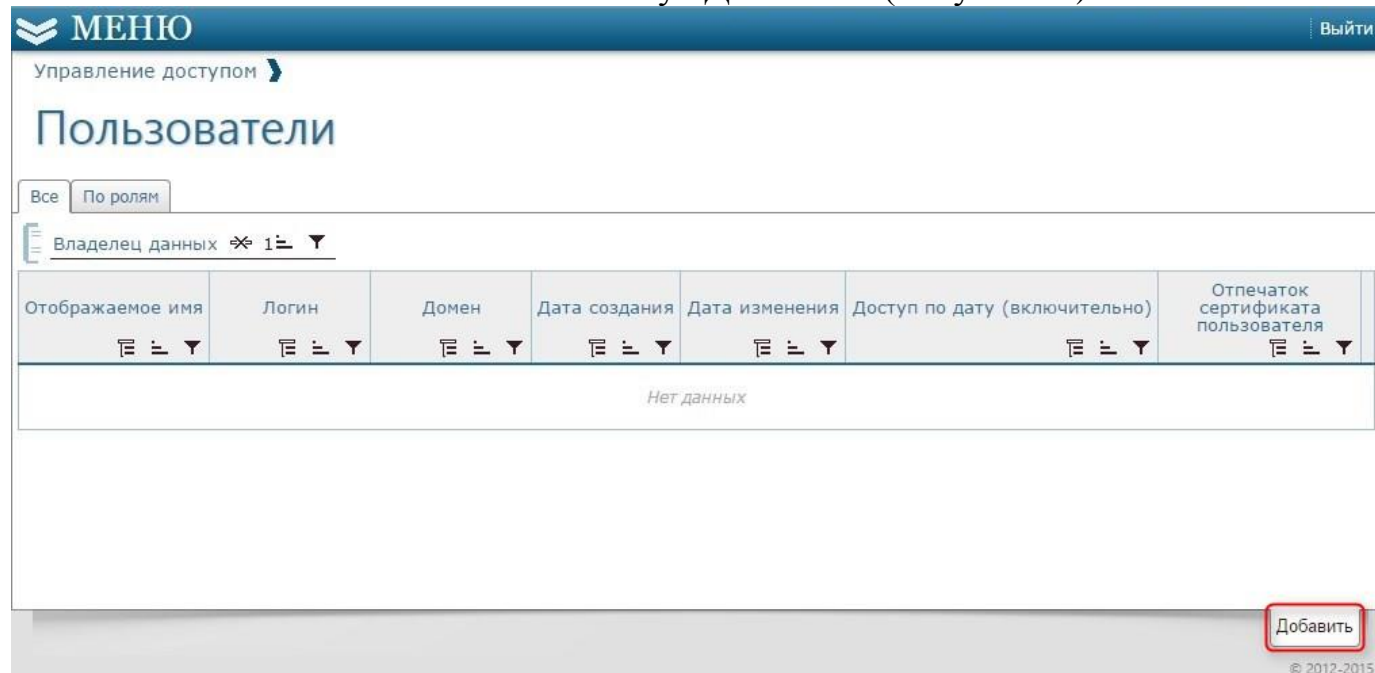 МЕНЮ
Выйти
Управление доступом
Пользователи
Все
По ролям
Владелец данных 1
Отображаемое имя
Логин
Домен
Дата создания
Дата изменения
Доступ по дату (включительно)
Отпечаток
сертификата
пользователя
Нет данных
Добавить
© 2012-2015